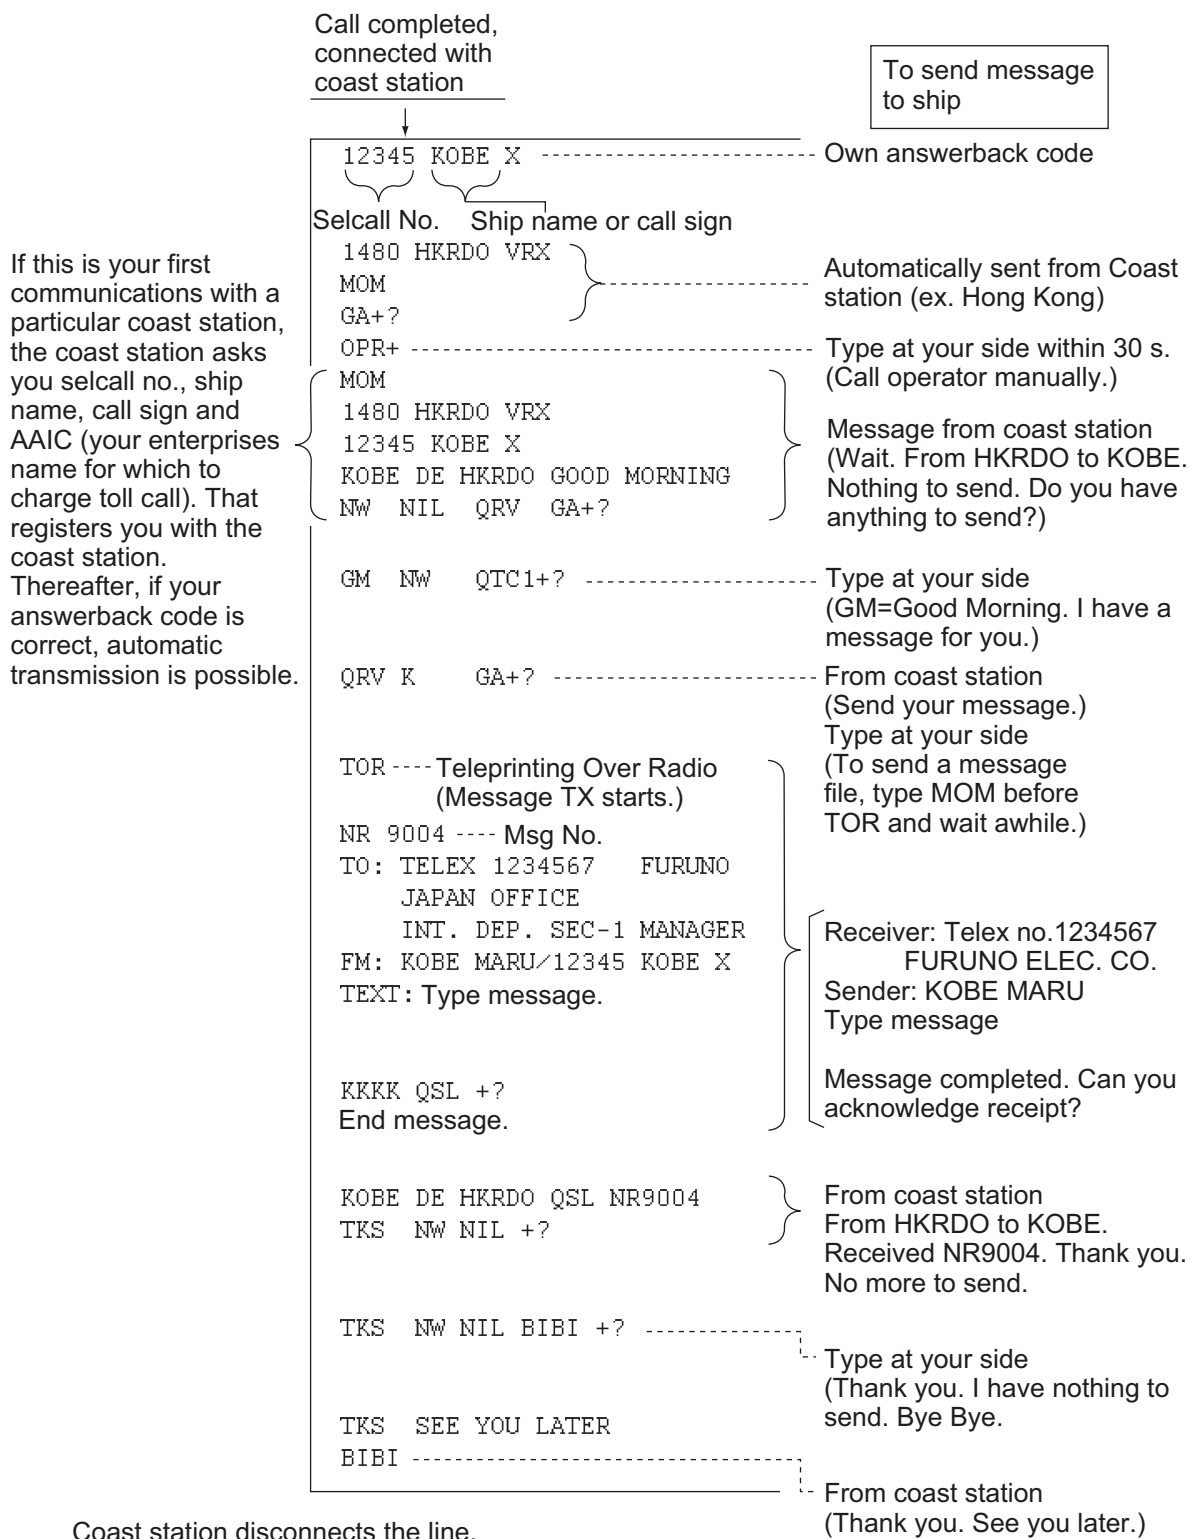 Call completed,
connected with
coast station
To send message
to ship
12345 KOBE X
Own answerback code
Selcall No.
Ship name or call sign
1480 HKRDO VRX
MOM
GA+?
Automatically sent from Coast
station (ex. Hong Kong)
OPR+
Type at your side within 30 s.
(Call operator manually.)
If this is your first
communications with a
particular coast station,
the coast station asks
you selcall no., ship
name, call sign and
AAIC (your enterprises
name for which to
charge toll call). That
registers you with the
coast station.
Thereafter, if your
answerback code is
correct, automatic
transmission is possible.
MOM
1480 HKRDO VRX
12345 KOBE X
KOBE DE HKRDO GOOD MORNING
NW NIL QRV GA+?
Message from coast station
(Wait. From HKRDO to KOBE.
Nothing to send. Do you have
anything to send?)
GM NW QTC1+?
Type at your side
(GM=Good Morning. I have a
message for you.)
QRV K GA+?
From coast station
(Send your message.)
Type at your side
(To send a message
file, type MOM before
TOR and wait awhile.)
TOR ---- Teleprinting Over Radio
(Message TX starts.)
NR 9004 ---- Msg No.
TO: TELEX 1234567 FURUNO
JAPAN OFFICE
INT. DEP. SEC-1 MANAGER
FM: KOBE MARU/12345 KOBE X
TEXT: Type message.
Receiver: Telex no.1234567
FURUNO ELEC. CO.
Sender: KOBE MARU
Type message
KKKK QSL +?
End message.
Message completed. Can you
acknowledge receipt?
KOBE DE HKRDO QSL NR9004
TKS NW NIL +?
From coast station
From HKRDO to KOBE.
Received NR9004. Thank you.
No more to send.
TKS NW NIL BIBI +?
Type at your side
(Thank you. I have nothing to
send. Bye Bye.
TKS SEE YOU LATER
BIBI
From coast station
(Thank you. See you later.)
Coast station disconnects the line.